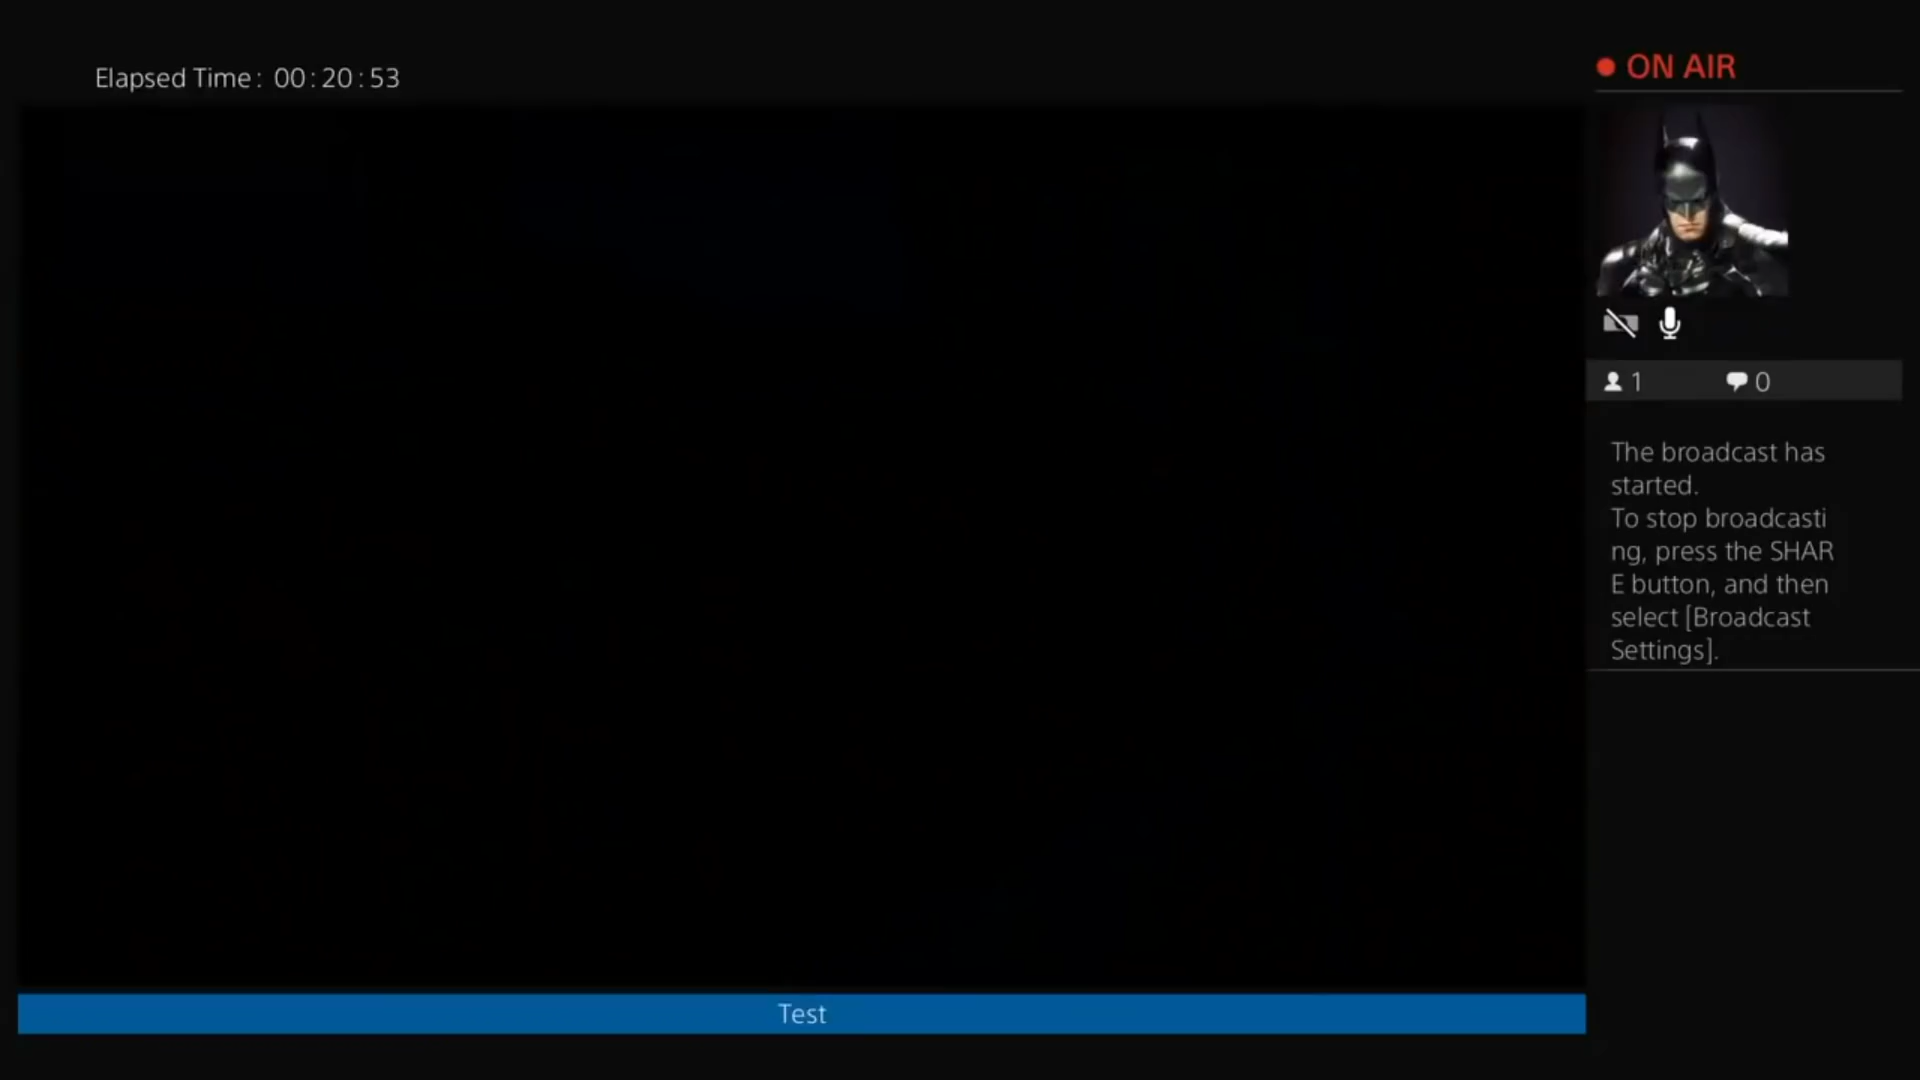 Elapsed Time: 00:20:53
ON AIR
1 0
The broadcast has
started.
To stop broadcasti
ng, press the SHAR
E button, and then
select [Broadcast
Settings].
Test